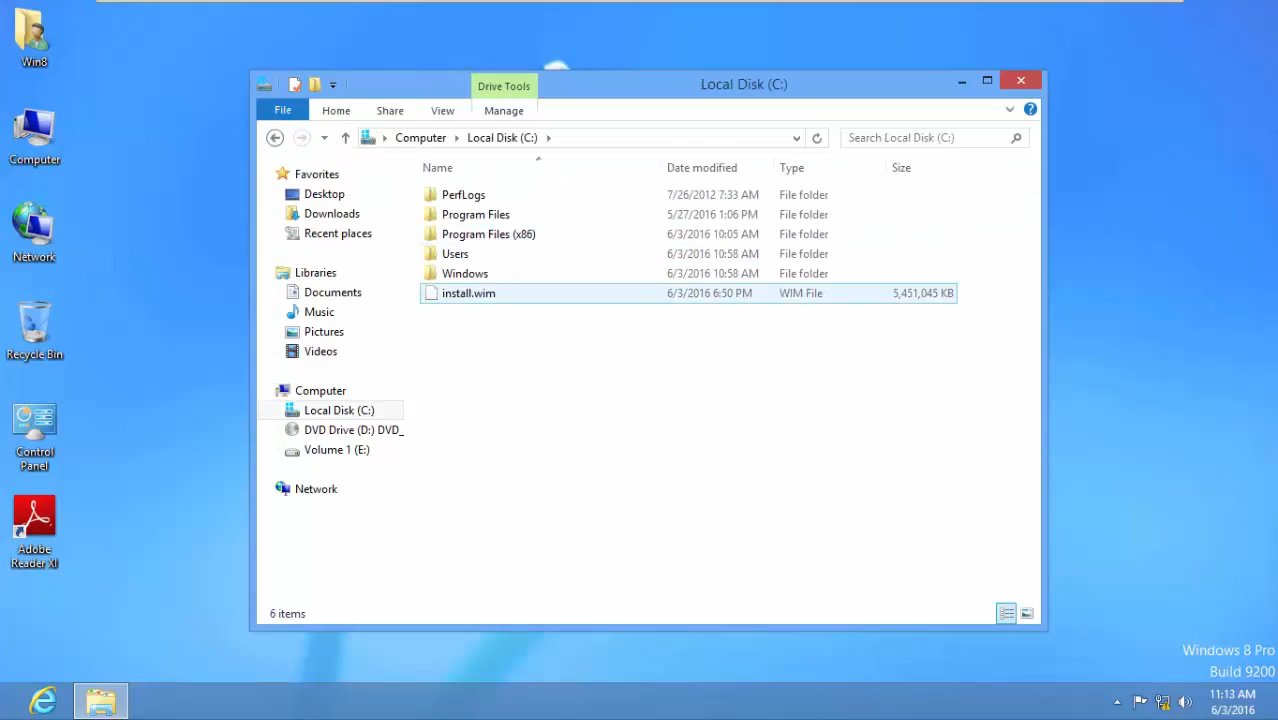 Win8
Computer
Network
Recycle Bin
Control
Panel
Adobe
Reader XI
Drive Tools
Local Disk (C:)
File
Home
Share
View
Manage
Computer
Local Disk (C:)
Search Local Disk (C:)
Favorites
Desktop
Downloads
Recent places
Libraries
Documents
Music
Pictures
Videos
Computer
Local Disk (C:)
DVD Drive (D:) DVD_
Volume 1 (E:)
Network
Name Date modified Type Size
PerfLogs 7/26/2012 7:33 AM File folder
Program Files 5/27/2016 1:06 PM File folder
Program Files (x86) 6/3/2016 10:05 AM File folder
Users 6/3/2016 10:58 AM File folder
Windows 6/3/2016 10:58 AM File folder
install.wim 6/3/2016 6:50 PM WIM File 5,451,045 KB
6 items
Windows 8 Pro
Build 9200
11:13 AM
6/3/2016